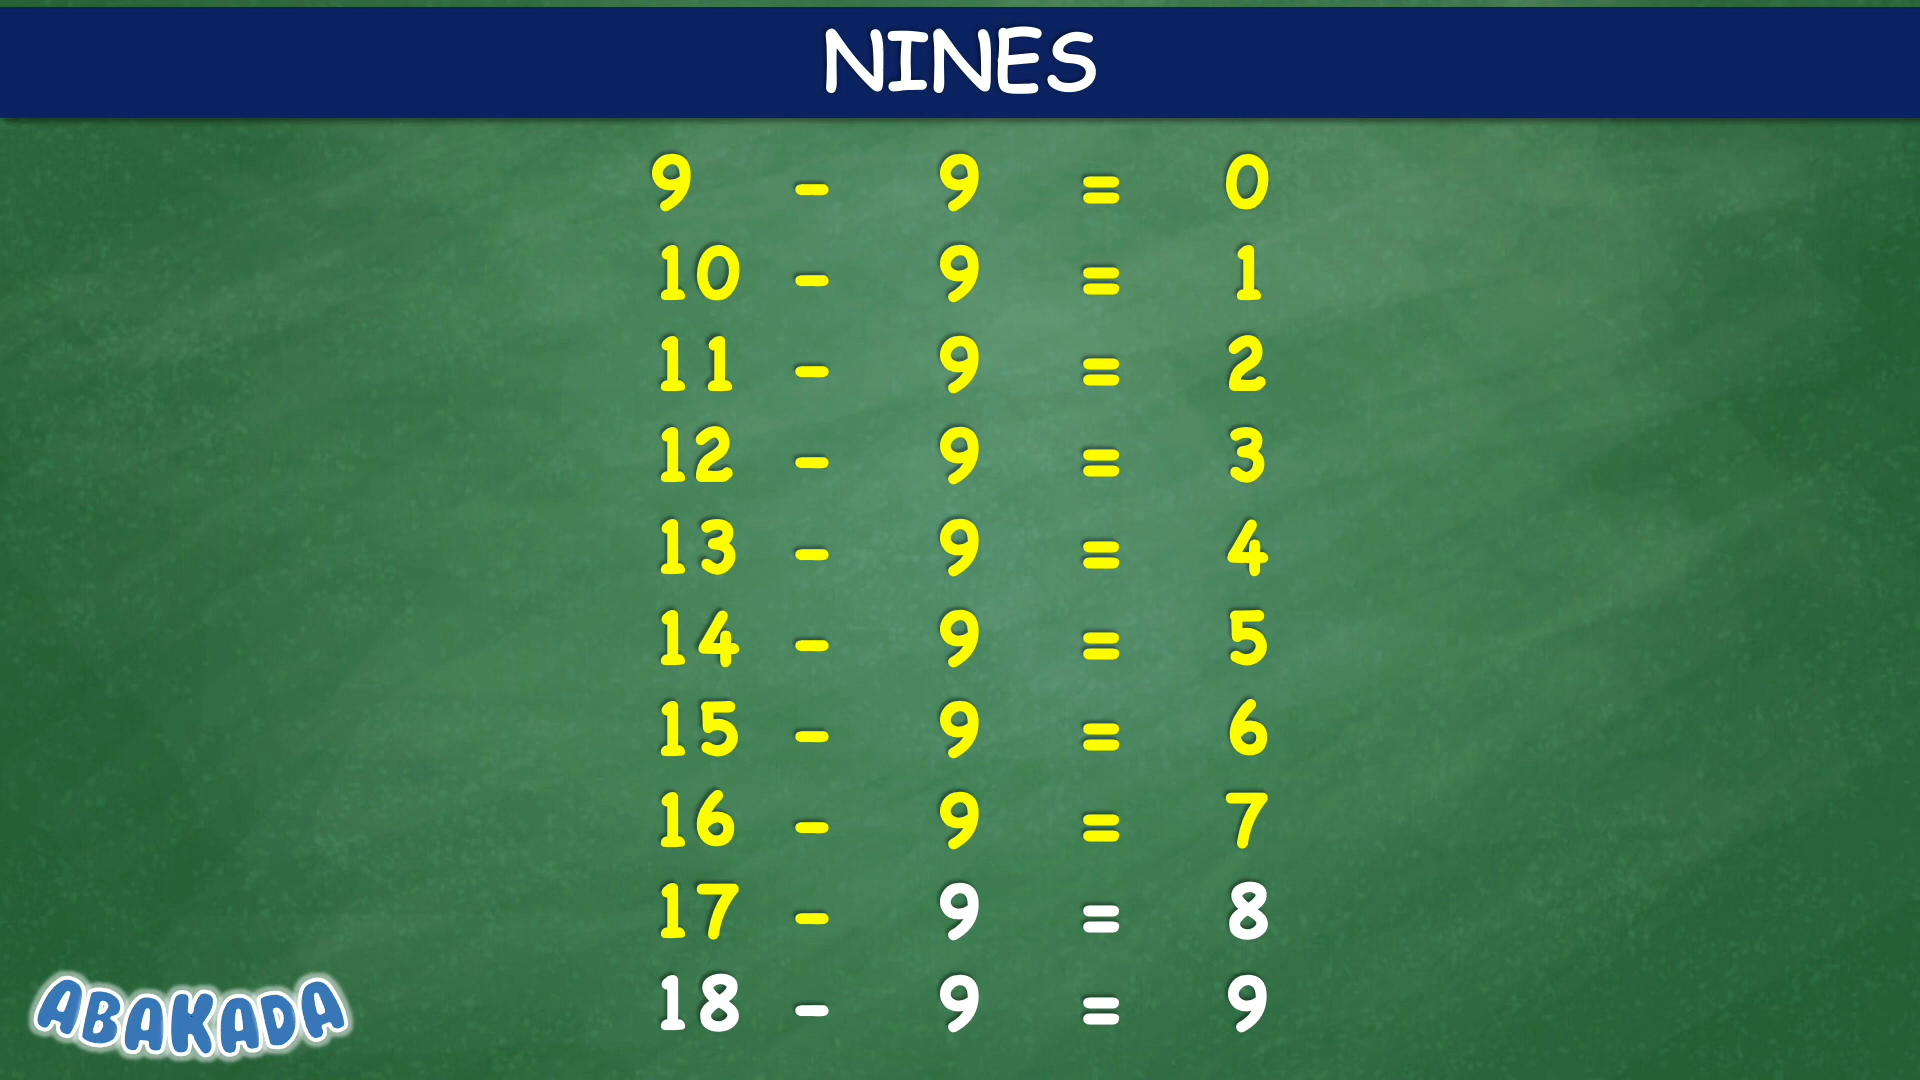 NINES
9 - 9 = 0
10 - 9 = 1
11 - 9 = 2
12 - 9 = 3
13 - 9 = 4
14 - 9 = 5
15 - 9 = 6
16 - 9 = 7
17 - 9 = 8
18 - 9 = 9
ABAKADA